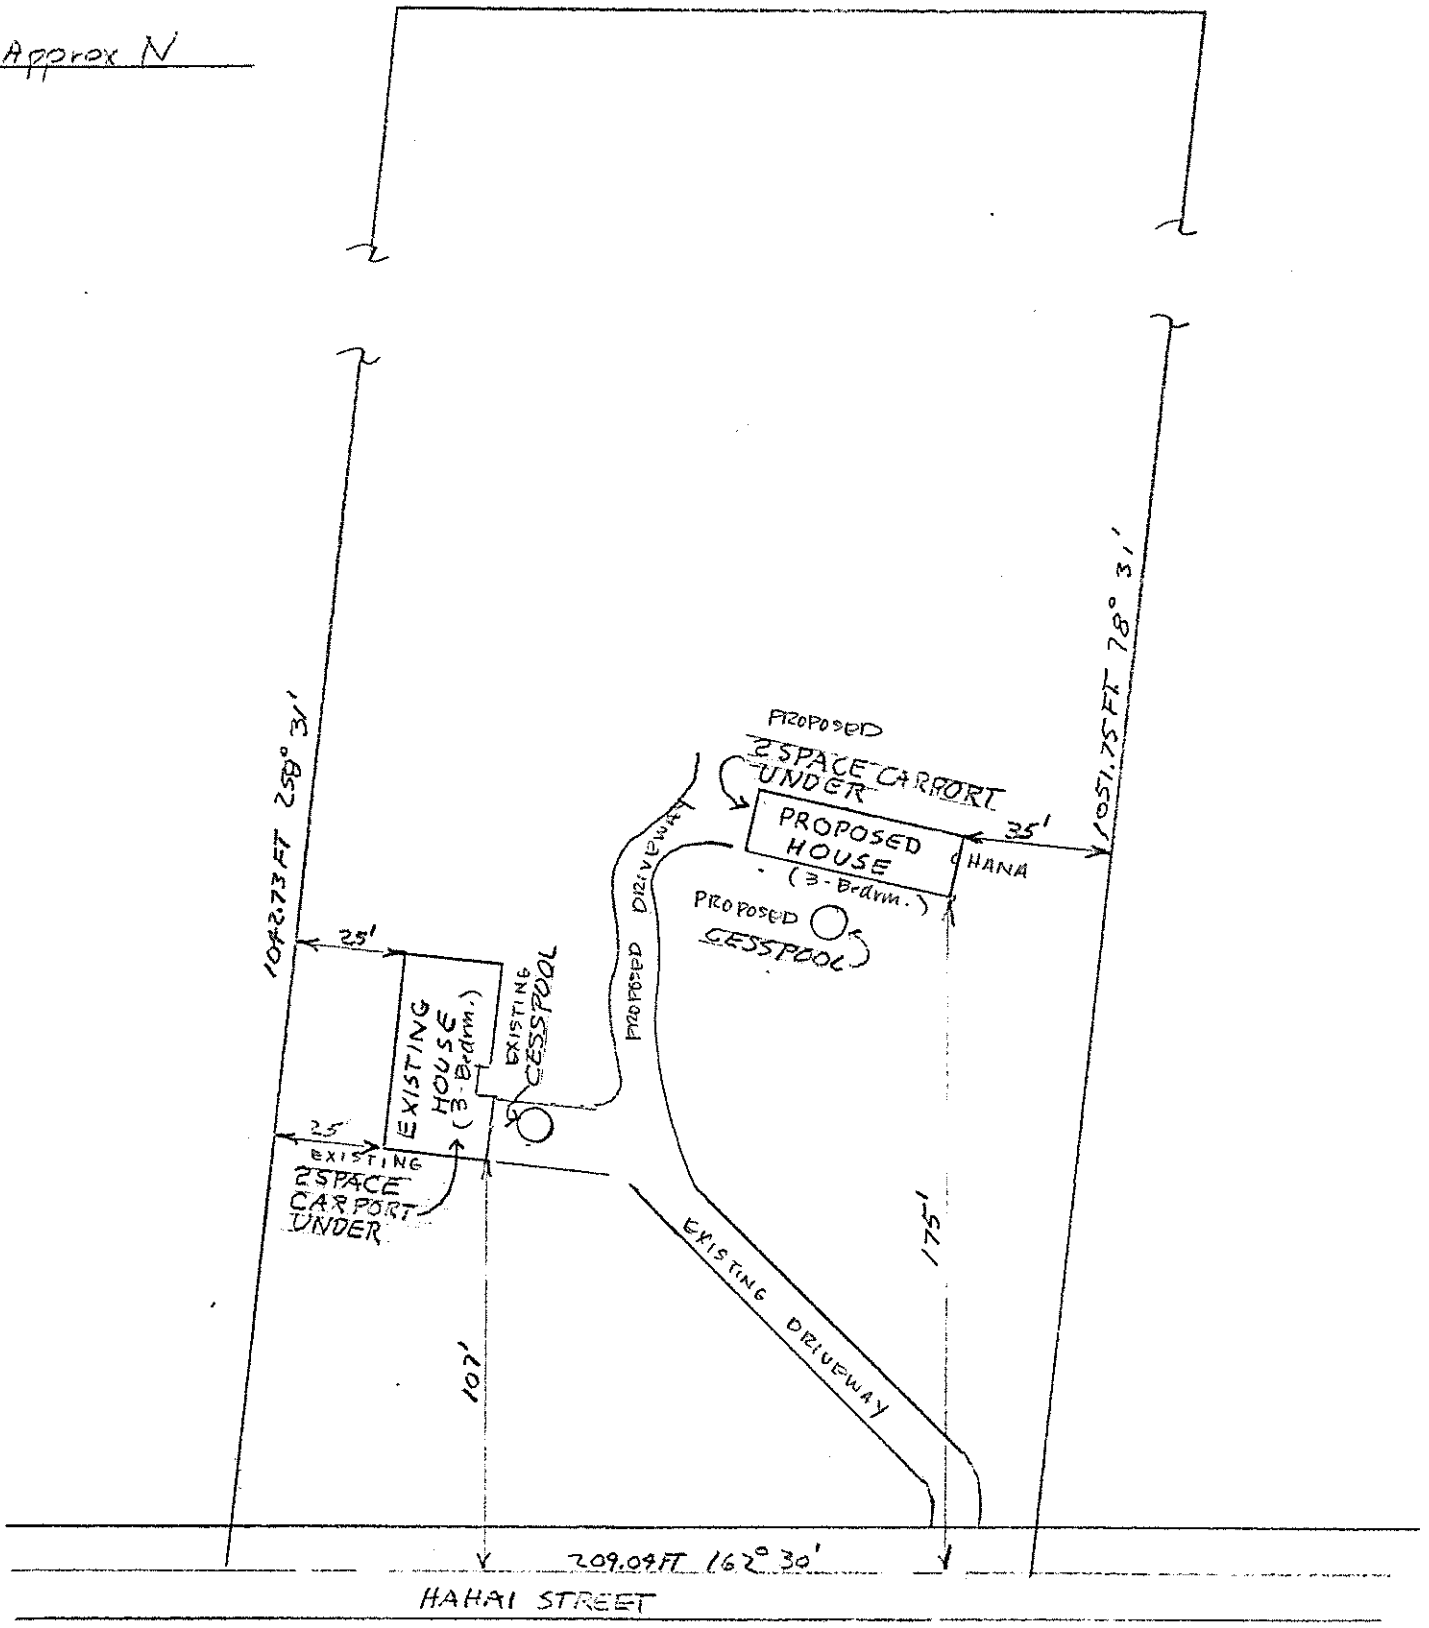 Approx N
1042.73 FT 258° 31'
1051.75 FT 78° 31'
PROPOSED
2 SPACE CARPORT
UNDER
PROPOSED
HOUSE
(3-Bedrm.)
OHANA
35'
PROPOSED
CESSPOOL
PROPOSED DRIVEWAY
25'
EXISTING
HOUSE
(3-Bedrm.)
EXISTING
CESSPOOL
25'
EXISTING
2 SPACE
CARPORT
UNDER
107'
175'
EXISTING DRIVEWAY
209.09 FT 162° 30'
HAHAI STREET